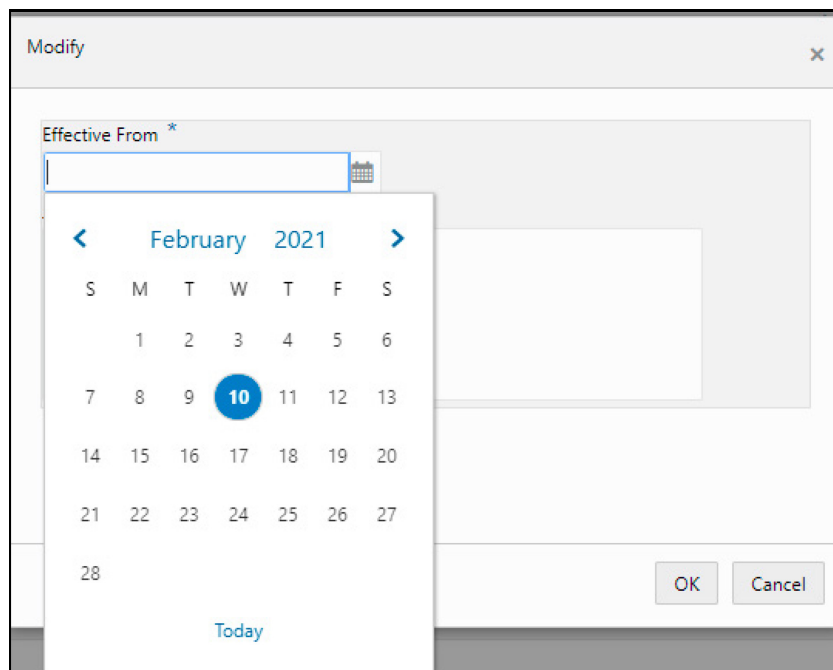 Modify
Effective From *
February 2021
S M T W T F S
1 2 3 4 5 6
7 8 9 10 11 12 13
14 15 16 17 18 19 20
21 22 23 24 25 26 27
28
Today
OK Cancel